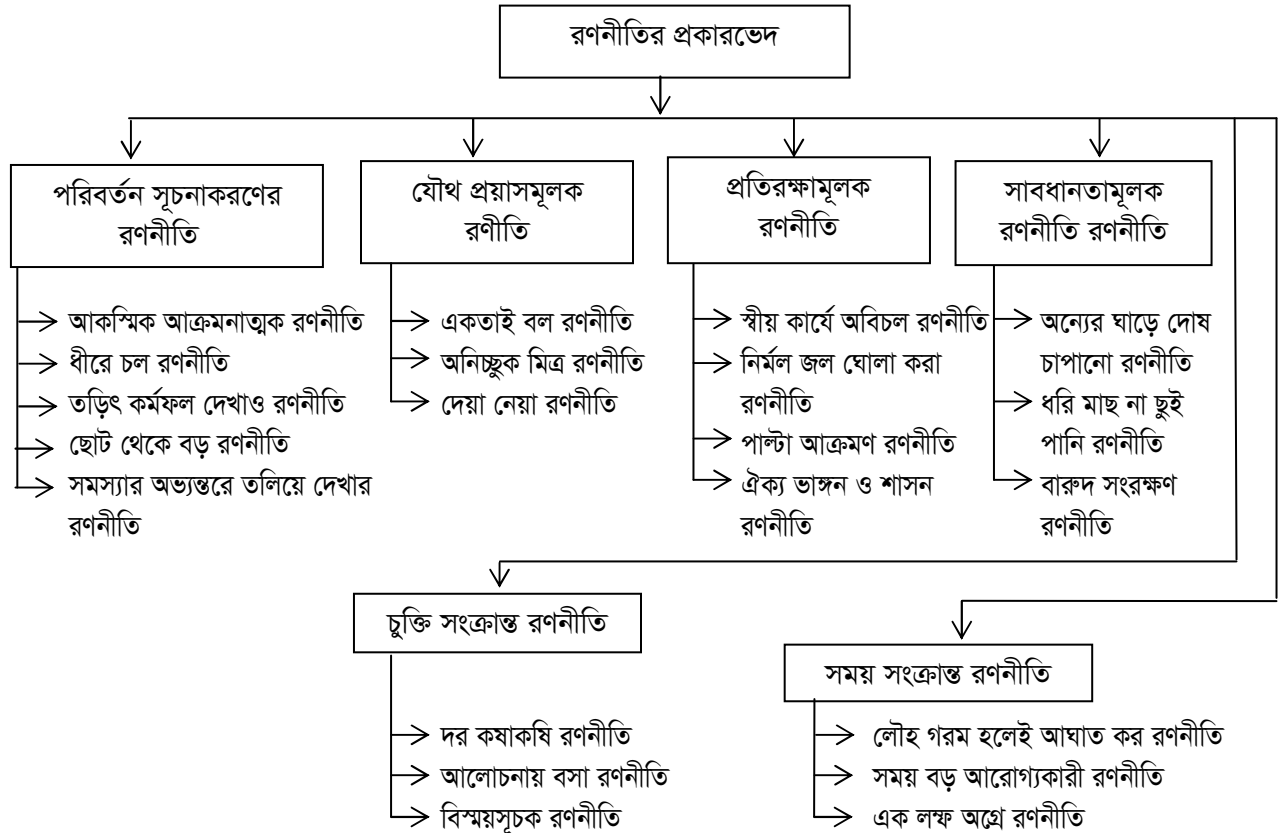 রণনীতির প্রকারভেদ
পরিবর্তন সূচনাকরণের
রণনীতি
আকস্মিক আক্রমনাত্মক রণনীতি
ধীরে চল রণনীতি
তড়িৎ কর্মফল দেখাও রণনীতি
ছোট থেকে বড় রণনীতি
সমস্যার অভ্যন্তরে তলিয়ে দেখার
রণনীতি
যৌথ প্রয়াসমূলক
রণীতি
একতাই বল রণনীতি
অনিচ্ছুক মিত্র রণনীতি
দেয়া নেয়া রণনীতি
প্রতিরক্ষামূলক
রণনীতি
স্বীয় কার্যে অবিচল রণনীতি
নির্মল জল ঘোলা করা
রণনীতি
পাল্টা আক্রমণ রণনীতি
ঐক্য ভাঙ্গন ও শাসন
রণনীতি
সাবধানতামূলক
রণনীতি রণনীতি
অন্যের ঘাড়ে দোষ
চাপানো রণনীতি
ধরি মাছ না ছুই
পানি রণনীতি
বারুদ সংরক্ষণ
রণনীতি
চুক্তি সংক্রান্ত রণনীতি
দর কষাকষি রণনীতি
আলোচনায় বসা রণনীতি
বিস্ময়সূচক রণনীতি
সময় সংক্রান্ত রণনীতি
লৌহ গরম হলেই আঘাত কর রণনীতি
সময় বড় আরোগ্যকারী রণনীতি
এক লম্ফ অগ্রে রণনীতি